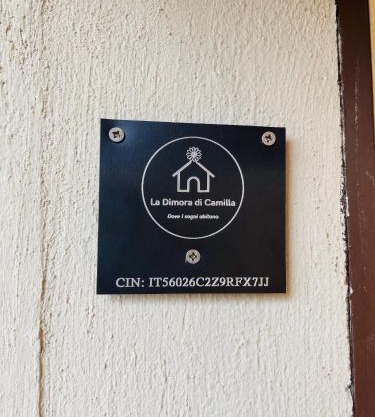 La Dimora di Camilla
Dove i sogni abitano
CIN: IT56026C2Z9RFX7JJ